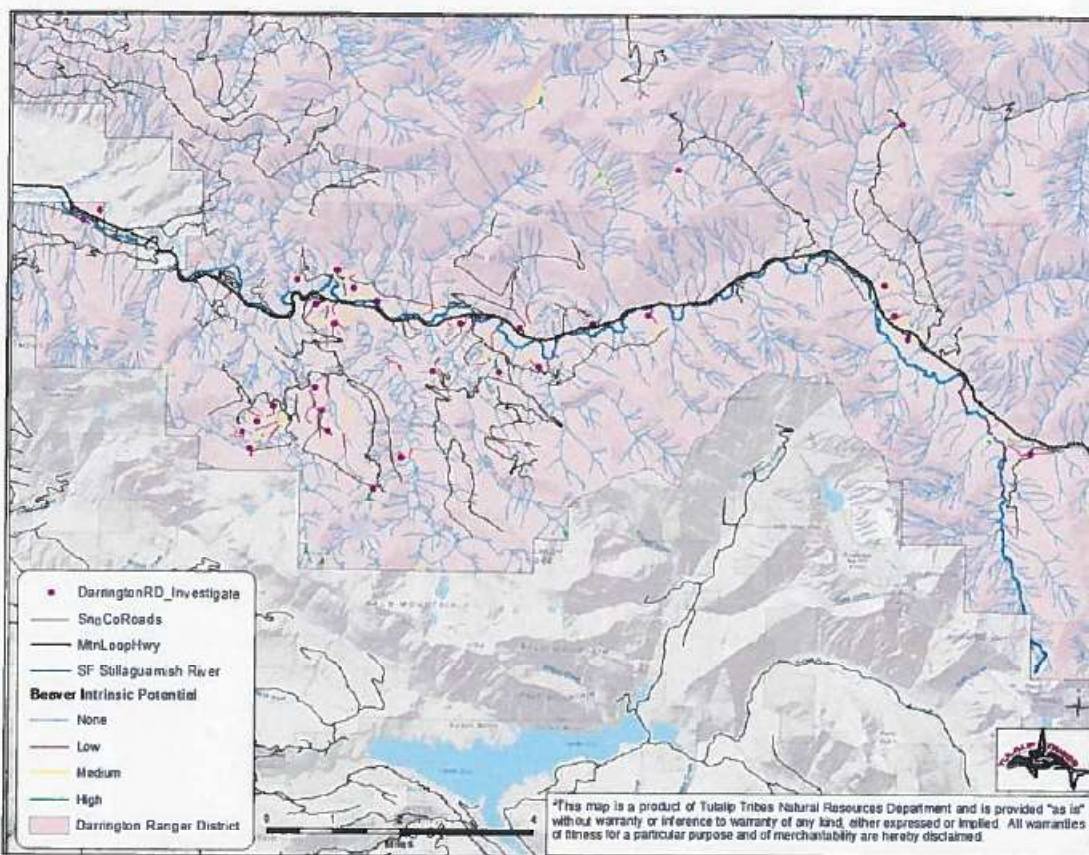 DarringtonRD_Investigate
SnoCoRoads
MtnLoopHwy
SF Stillaguamish River
Beaver Intrinsic Potential
None
Low
Medium
High
Darrington Ranger District
0 1 4
Miles
"This map is a product of Tulalip Tribes Natural Resources Department and is provided "as is"
without warranty or inference to warranty of any kind, either expressed or implied. All warranties
of fitness for a particular purpose and of merchantability are hereby disclaimed.